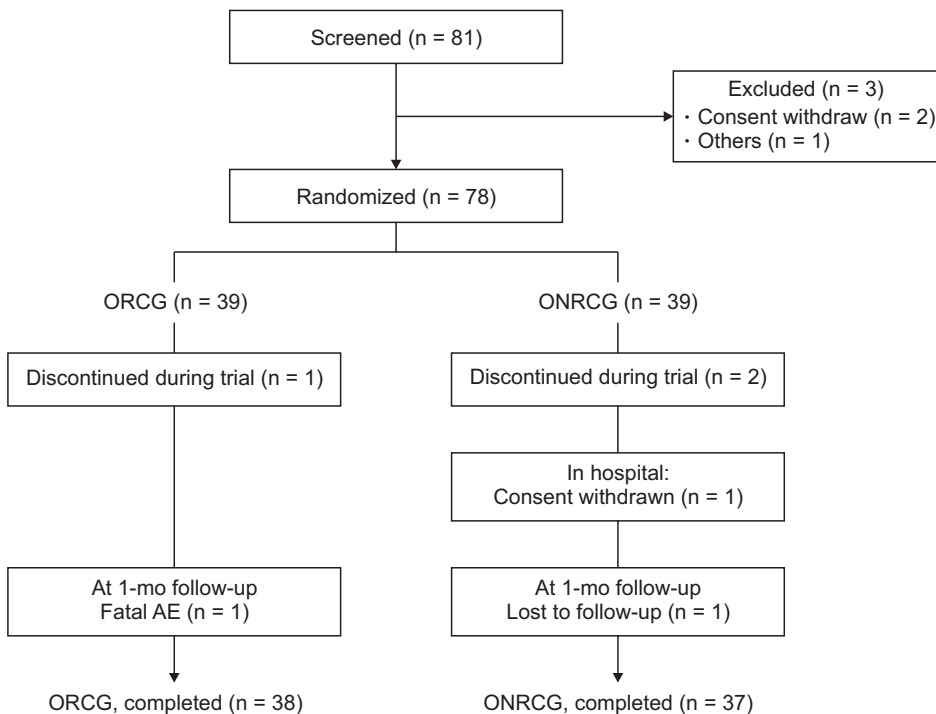 Screened (n = 81)
Excluded (n = 3)
· Consent withdraw (n = 2)
· Others (n = 1)
Randomized (n = 78)
ORCG (n = 39)
ONRCG (n = 39)
Discontinued during trial (n = 1)
Discontinued during trial (n = 2)
In hospital:
Consent withdrawn (n = 1)
At 1-mo follow-up
Fatal AE (n = 1)
At 1-mo follow-up
Lost to follow-up (n = 1)
ORCG, completed (n = 38)
ONRCG, completed (n = 37)